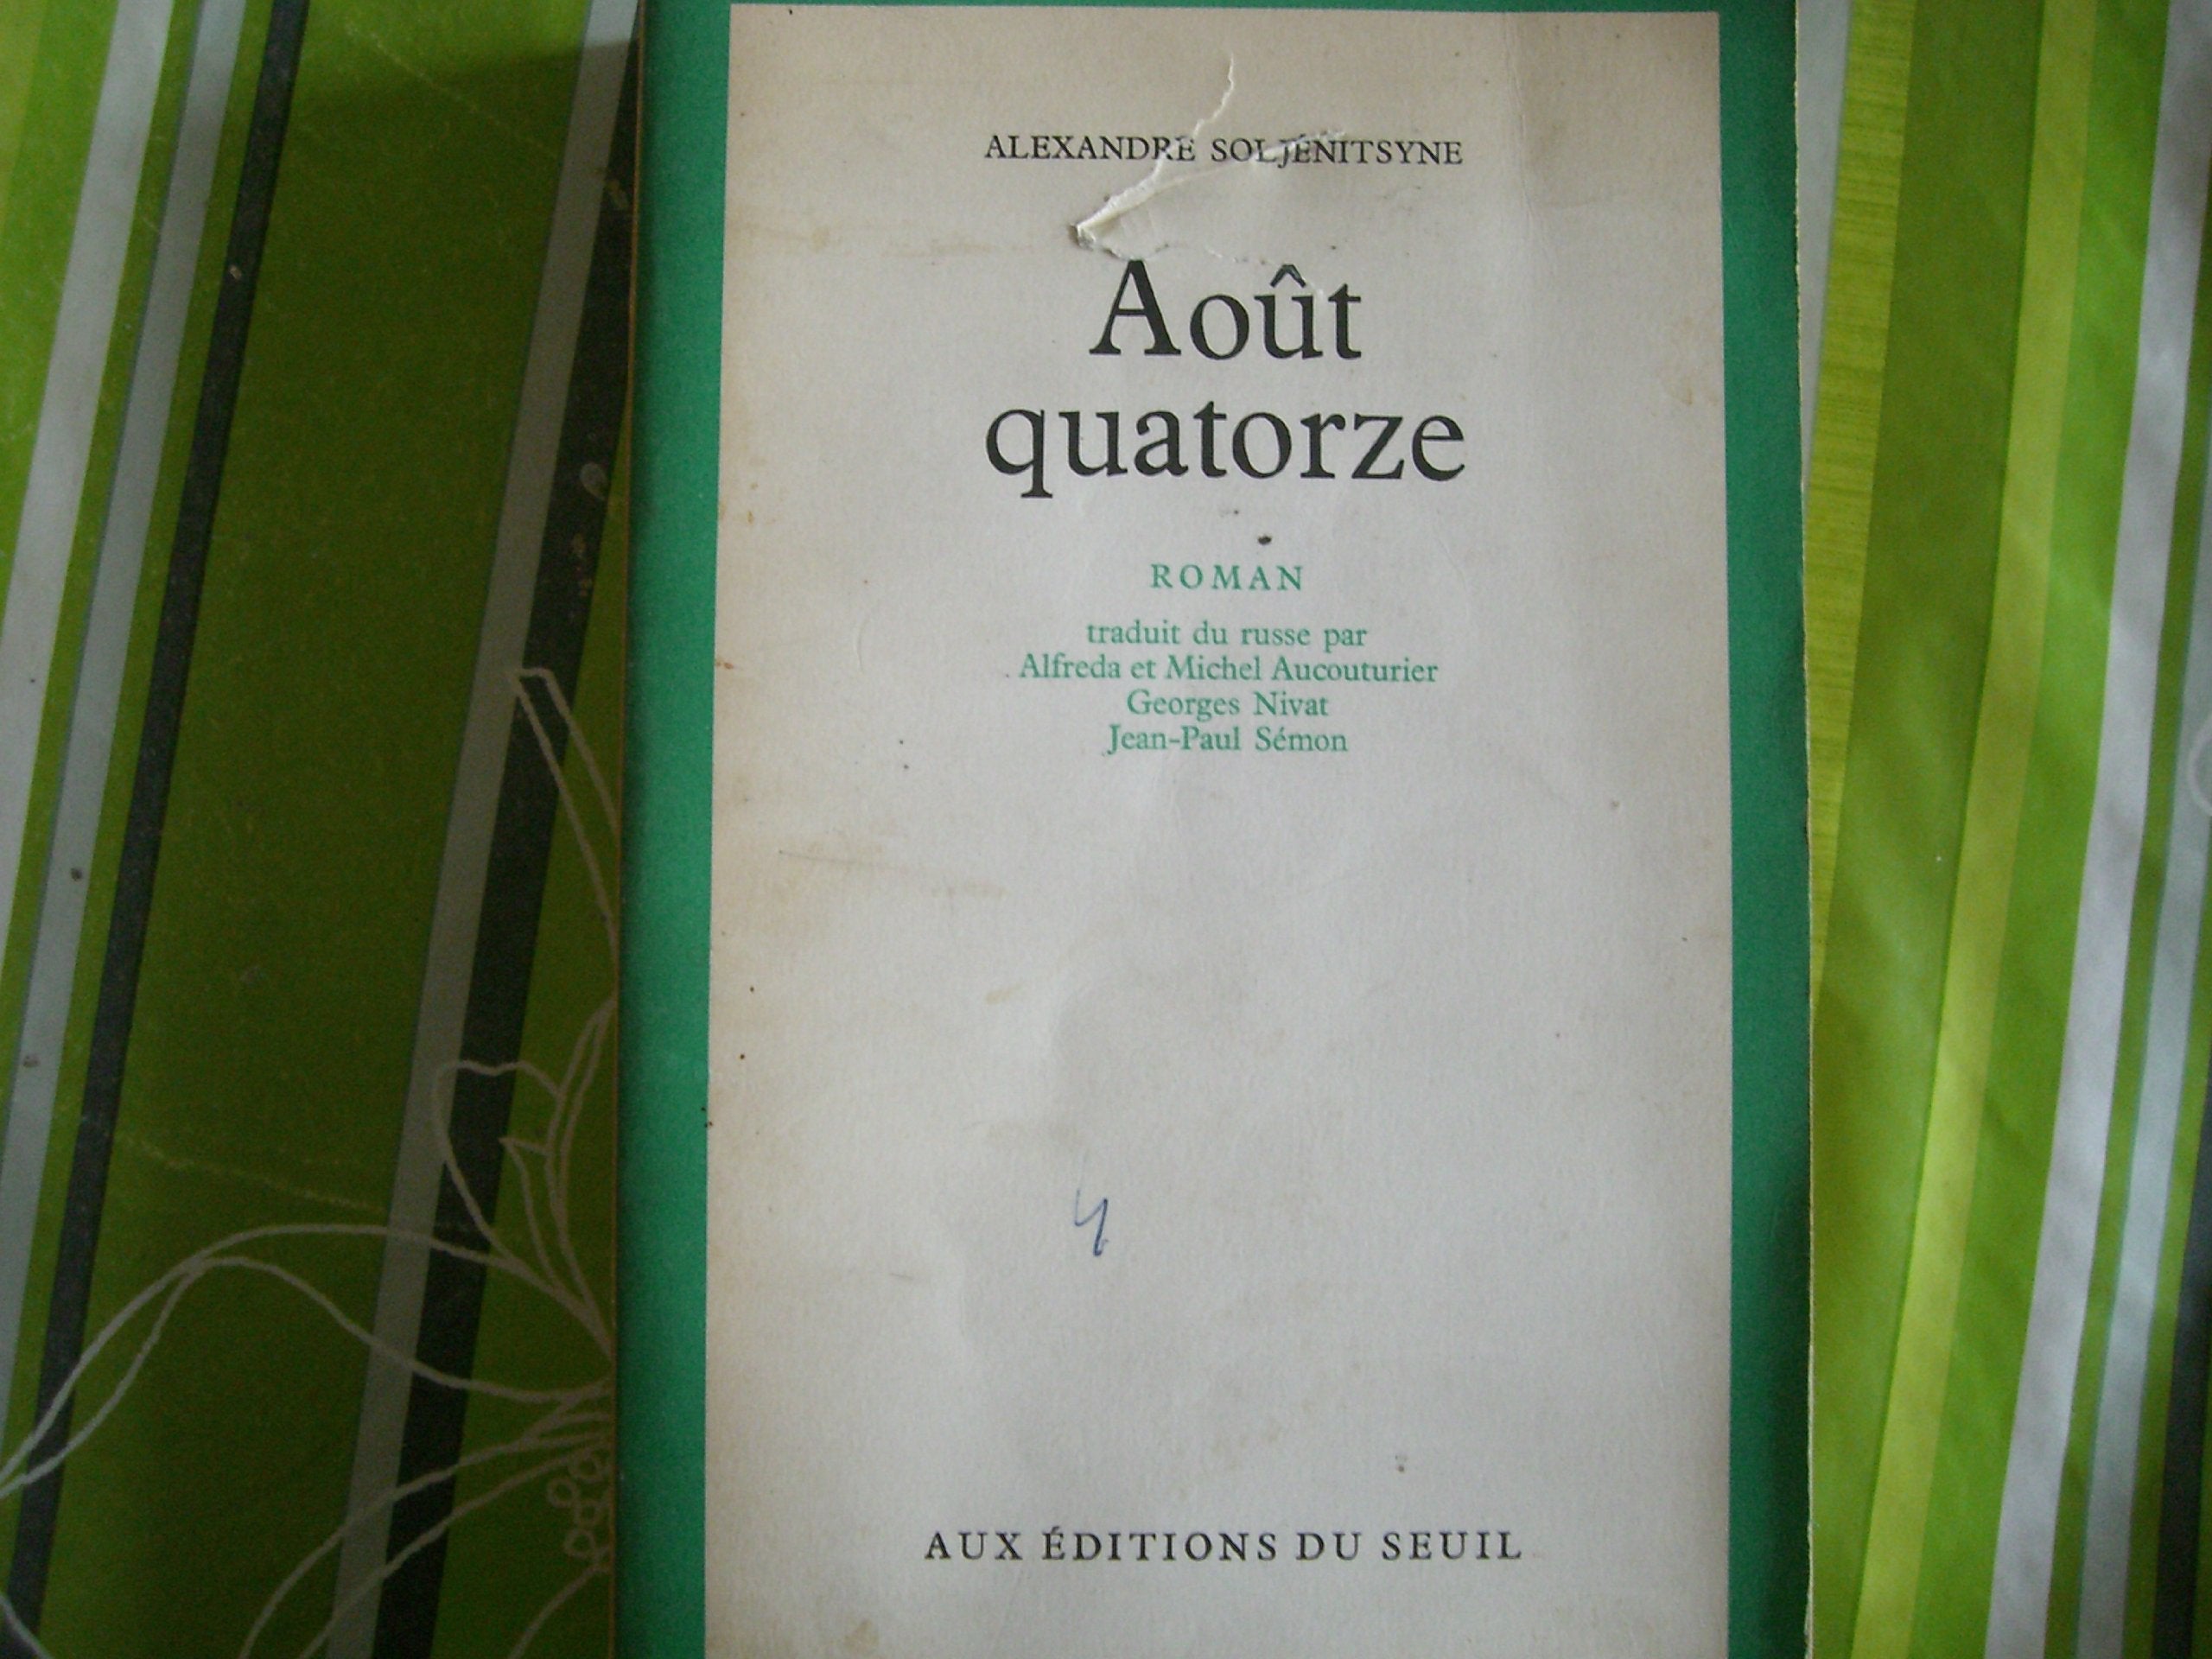 ALEXANDRE SOLJÉNITSYNE
Août
quatorze
ROMAN
traduit du russe par
Alfreda et Michel Aucouturier
Georges Nivat
Jean-Paul Sémon
AUX ÉDITIONS DU SEUIL